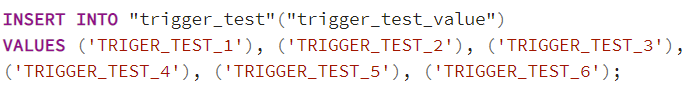 INSERT INTO "trigger_test"("trigger_test_value")
VALUES ('TRIGER_TEST_1'), ('TRIGGER_TEST_2'), ('TRIGGER_TEST_3'),
('TRIGGER_TEST_4'), ('TRIGGER_TEST_5'), ('TRIGGER_TEST_6');